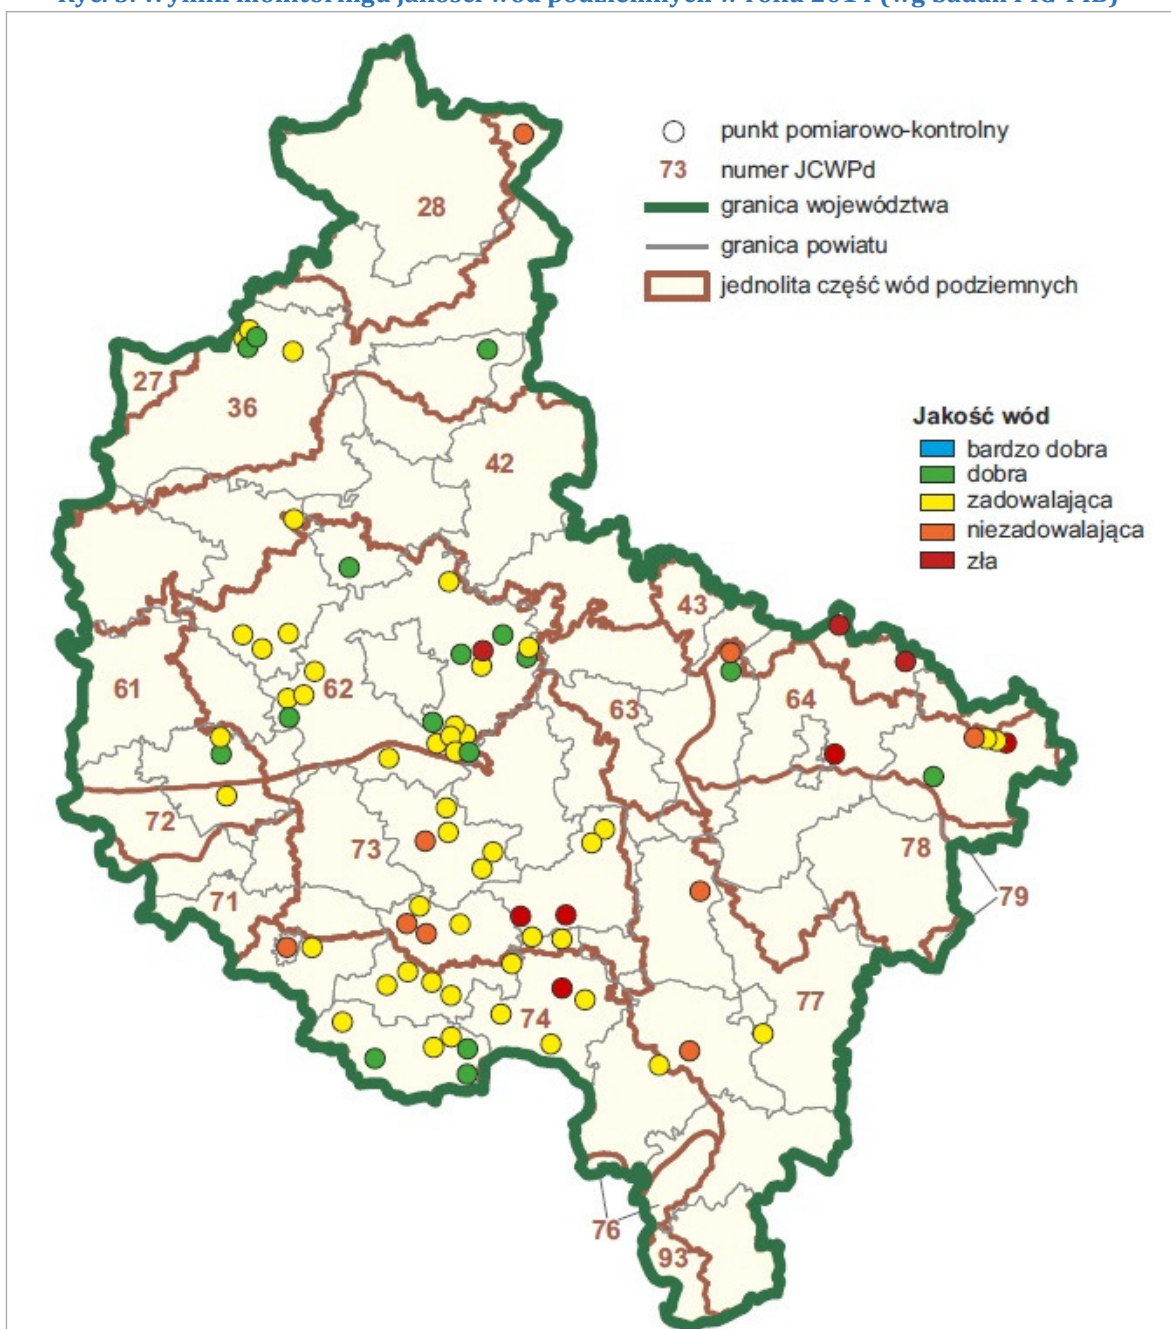 punkt pomiarowo-kontrolny
73 numer JCWPd
granica województwa
granica powiatu
jednolita część wód podziemnych
Jakość wód
bardzo dobra
dobra
zadowalająca
niezadowalająca
zła
28
27
36
42
43
61
62
63
64
72
73
78
79
71
77
74
76
93